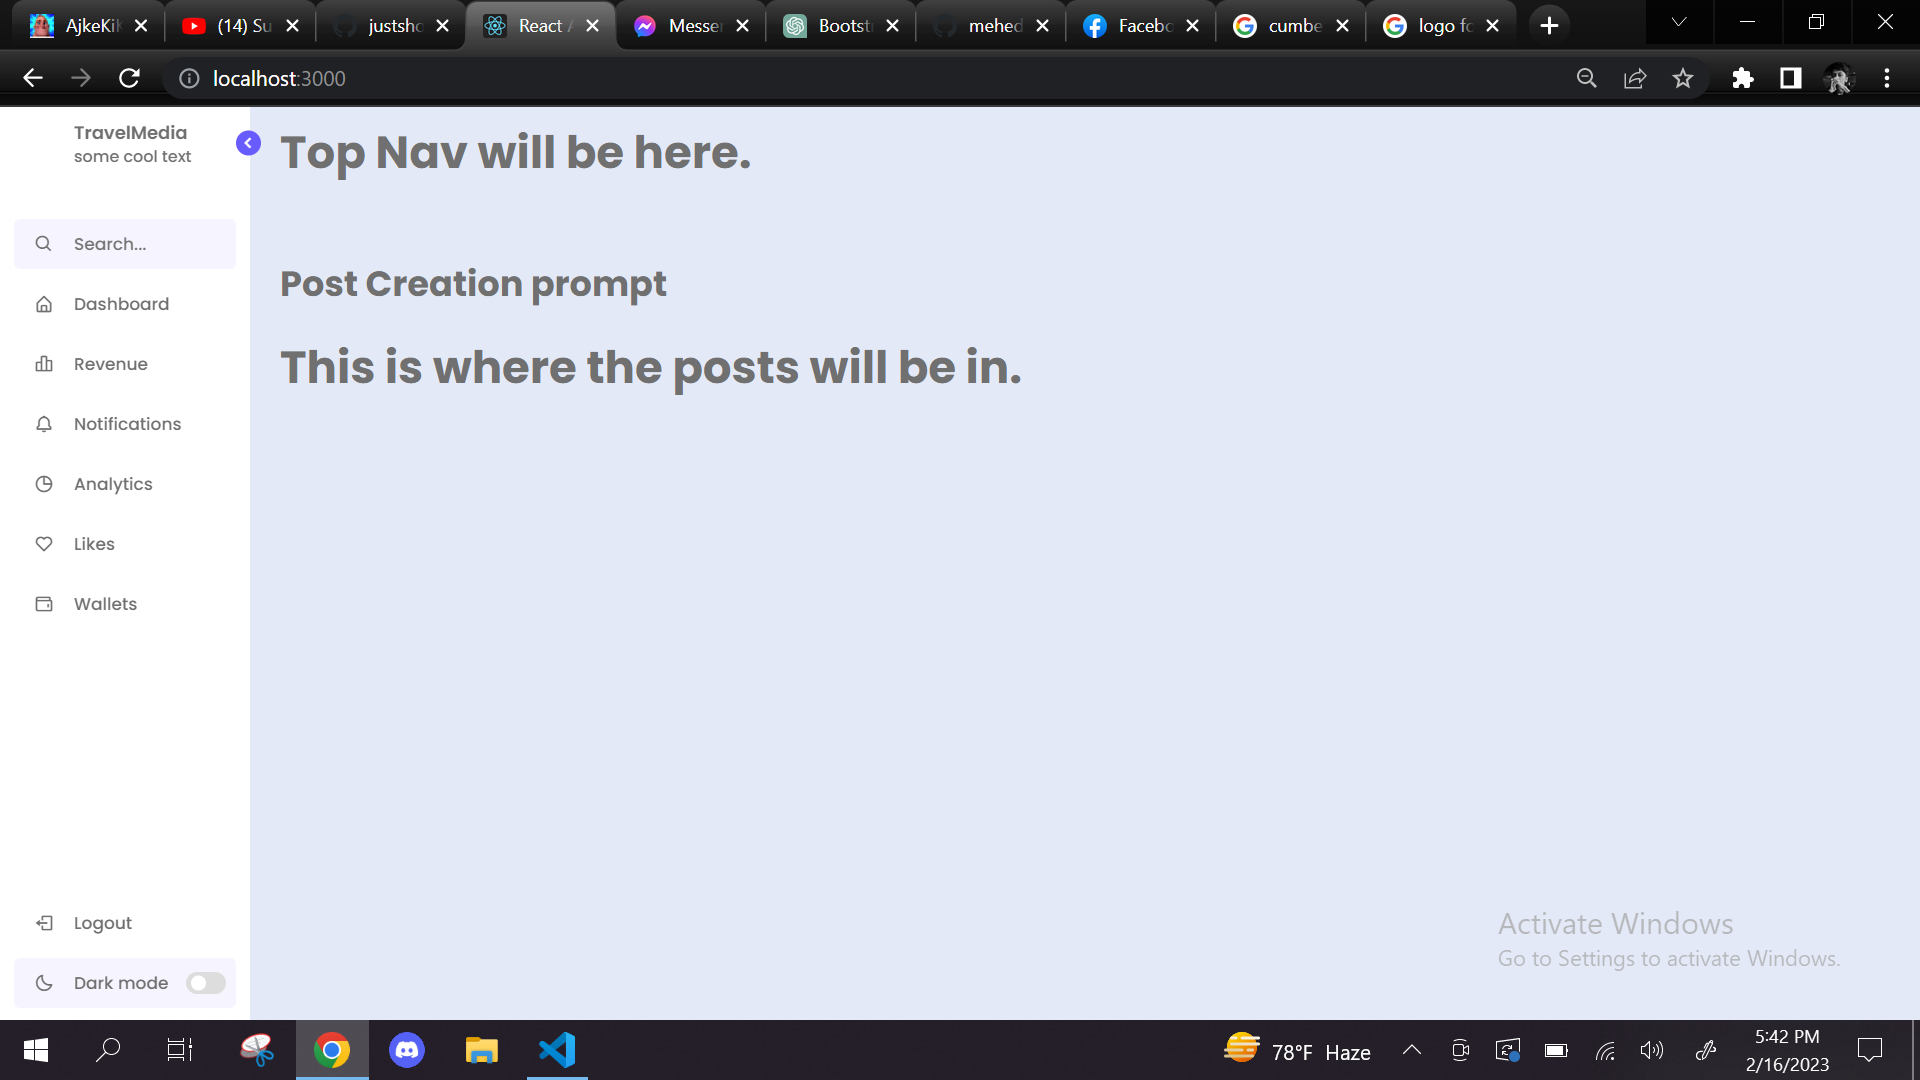 AjkeKi
(14) Su
justsho
React
Messe
Bootst
mehed
Facebo
cumbe
logo fo
localhost:3000
TravelMedia
some cool text
Top Nav will be here.
Search...
Post Creation prompt
Dashboard
This is where the posts will be in.
Revenue
Notifications
Analytics
Likes
Wallets
Logout
Dark mode
Activate Windows
Go to Settings to activate Windows.
78°F Haze
5:42 PM
2/16/2023